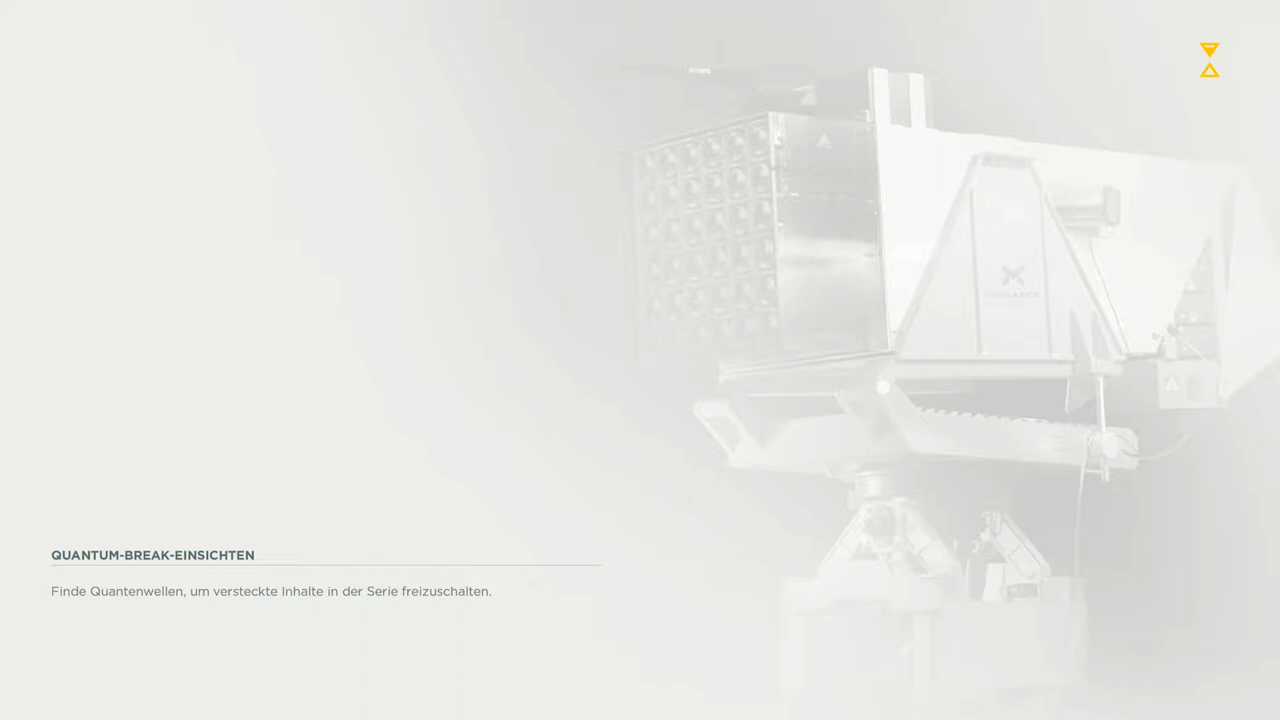 QUANTUM-BREAK-EINSICHTEN
Finde Quantenwellen, um versteckte Inhalte in der Serie freizuschalten.